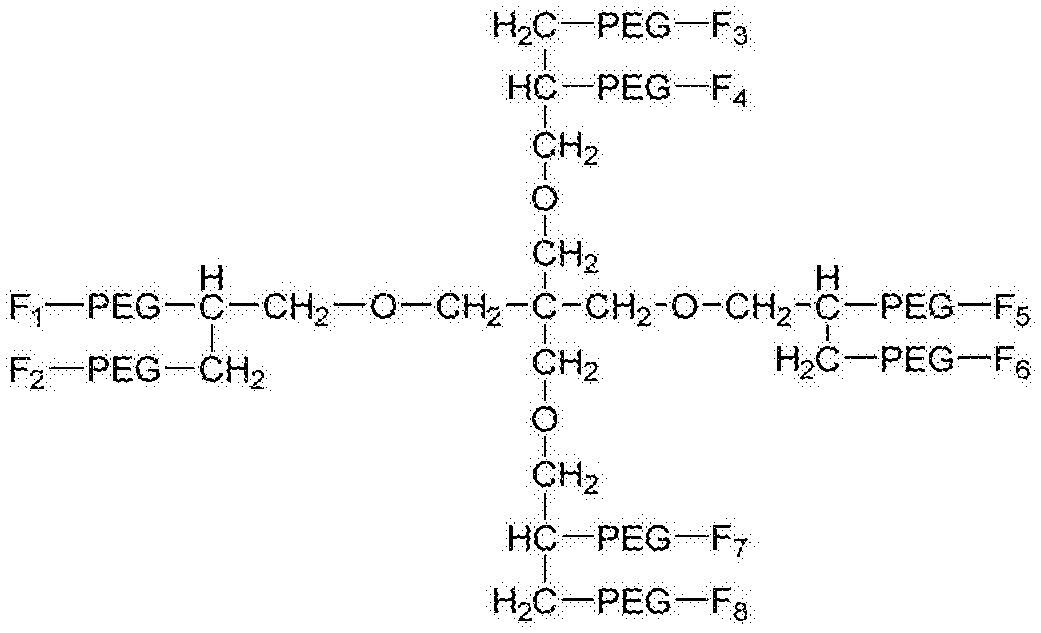 H₂C—PEG—F₃
HC—PEG—F₄
CH₂
O
CH₂
H H
F₁—PEG—C—CH₂—O—CH₂—C—CH₂—O—CH₂—C—PEG—F₅
F₂—PEG—CH₂ CH₂ H₂C—PEG—F₆
O
CH₂
HC—PEG—F₇
H₂C—PEG—F₈